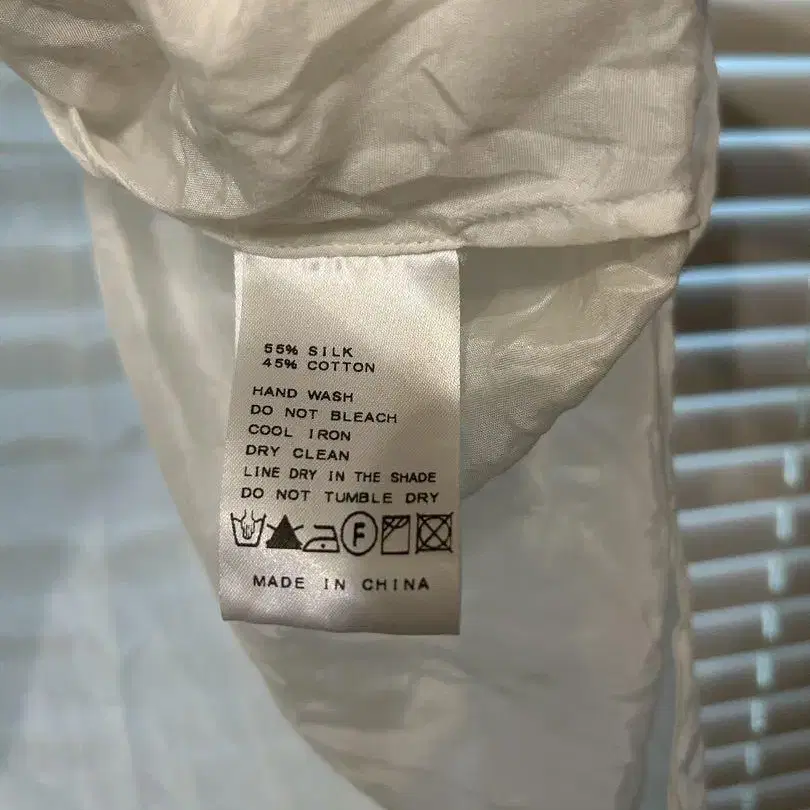 55% SILK
45% COTTON
HAND WASH
DO NOT BLEACH
COOL IRON
DRY CLEAN
LINE DRY IN THE SHADE
DO NOT TUMBLE DRY
F
MADE IN CHINA